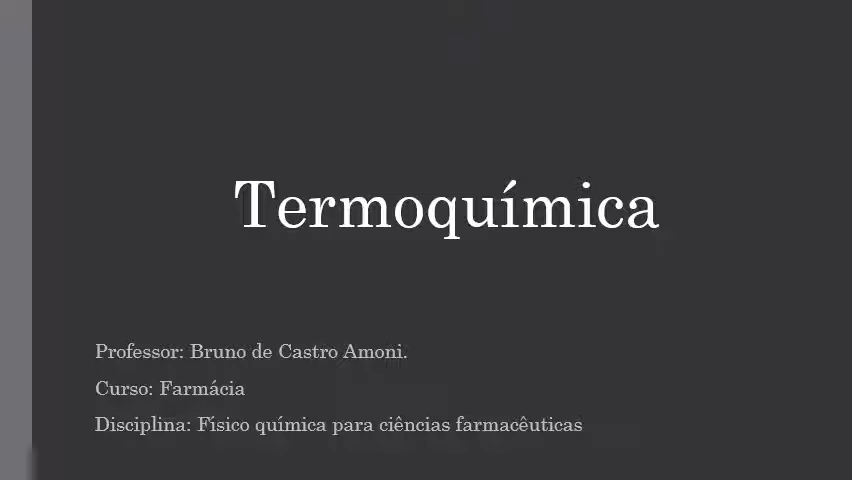 Termoquímica
Professor: Bruno de Castro Amoni.
Curso: Farmácia
Disciplina: Físico química para ciências farmacêuticas